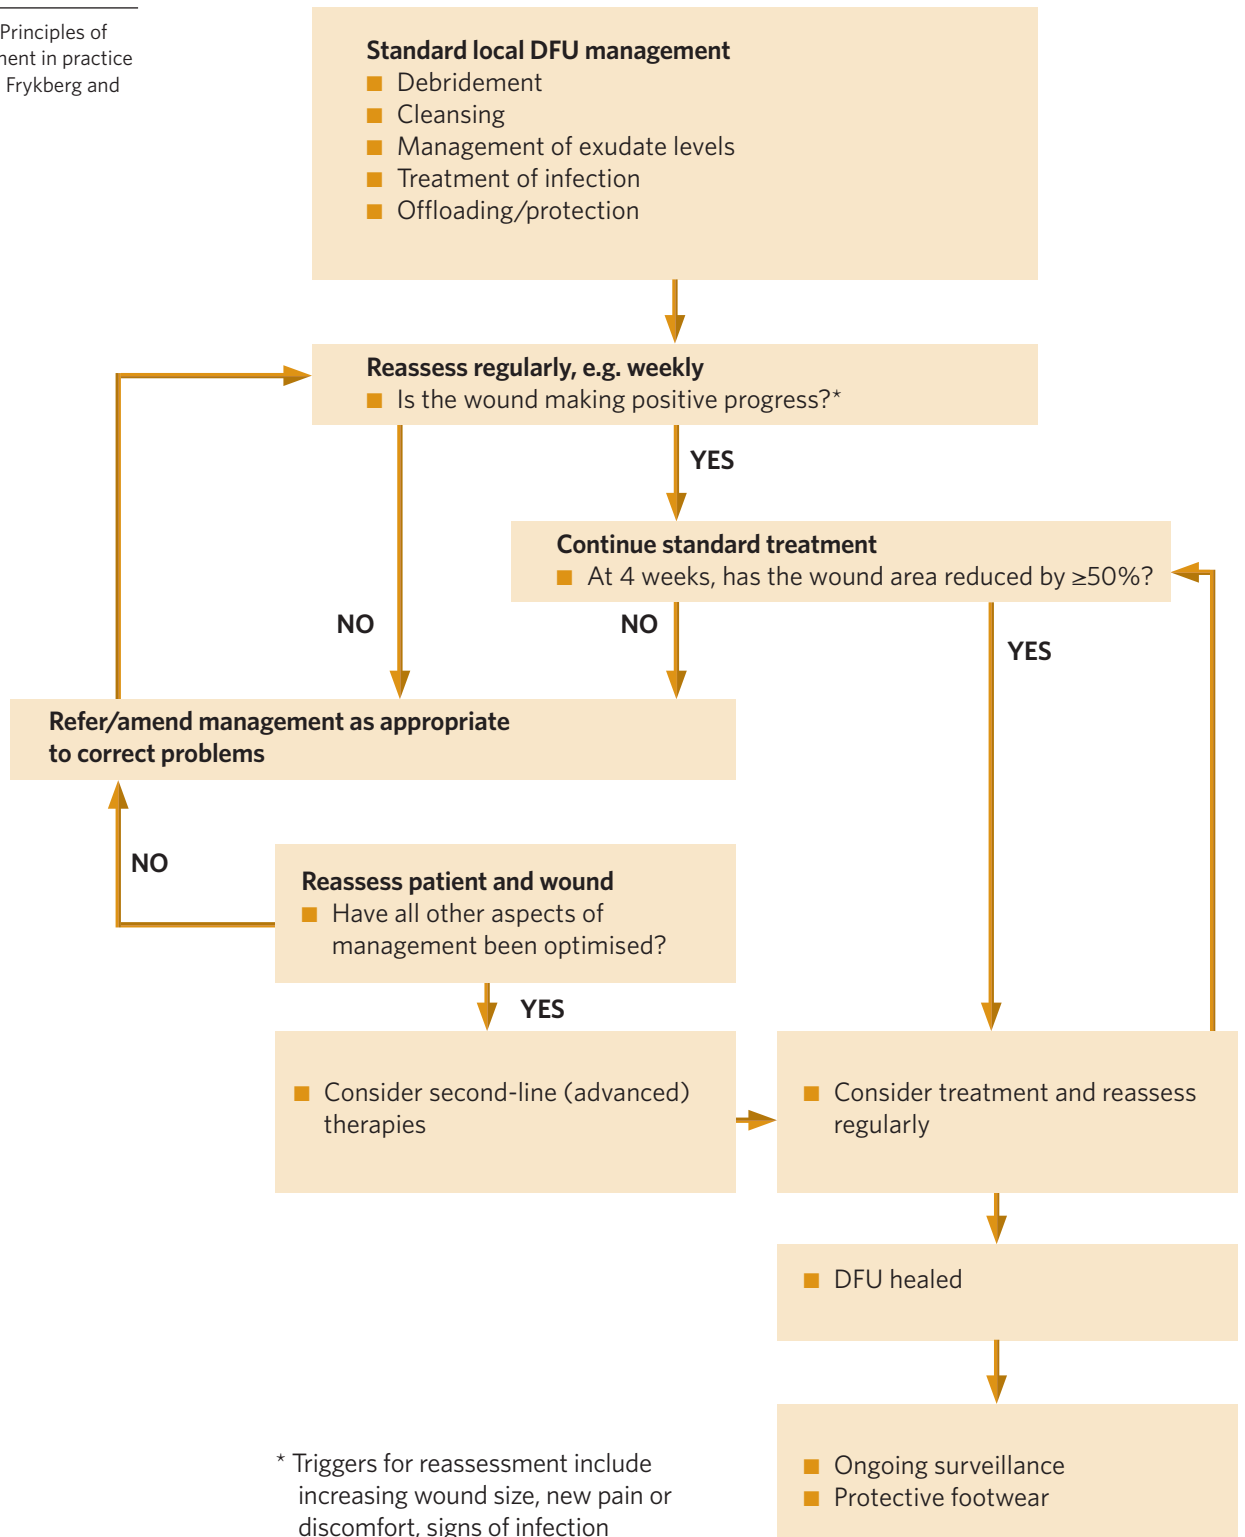 Principles of
ment in practice
Frykberg and
Standard local DFU management
■ Debridement
■ Cleansing
■ Management of exudate levels
■ Treatment of infection
■ Offloading/protection
Reassess regularly, e.g. weekly
■ Is the wound making positive progress?*
YES
Continue standard treatment
■ At 4 weeks, has the wound area reduced by ≥50%?
NO
NO
YES
Refer/amend management as appropriate
to correct problems
NO
Reassess patient and wound
■ Have all other aspects of
management been optimised?
YES
■ Consider second-line (advanced)
therapies
■ Consider treatment and reassess
regularly
■ DFU healed
■ Ongoing surveillance
■ Protective footwear
* Triggers for reassessment include
increasing wound size, new pain or
discomfort, signs of infection